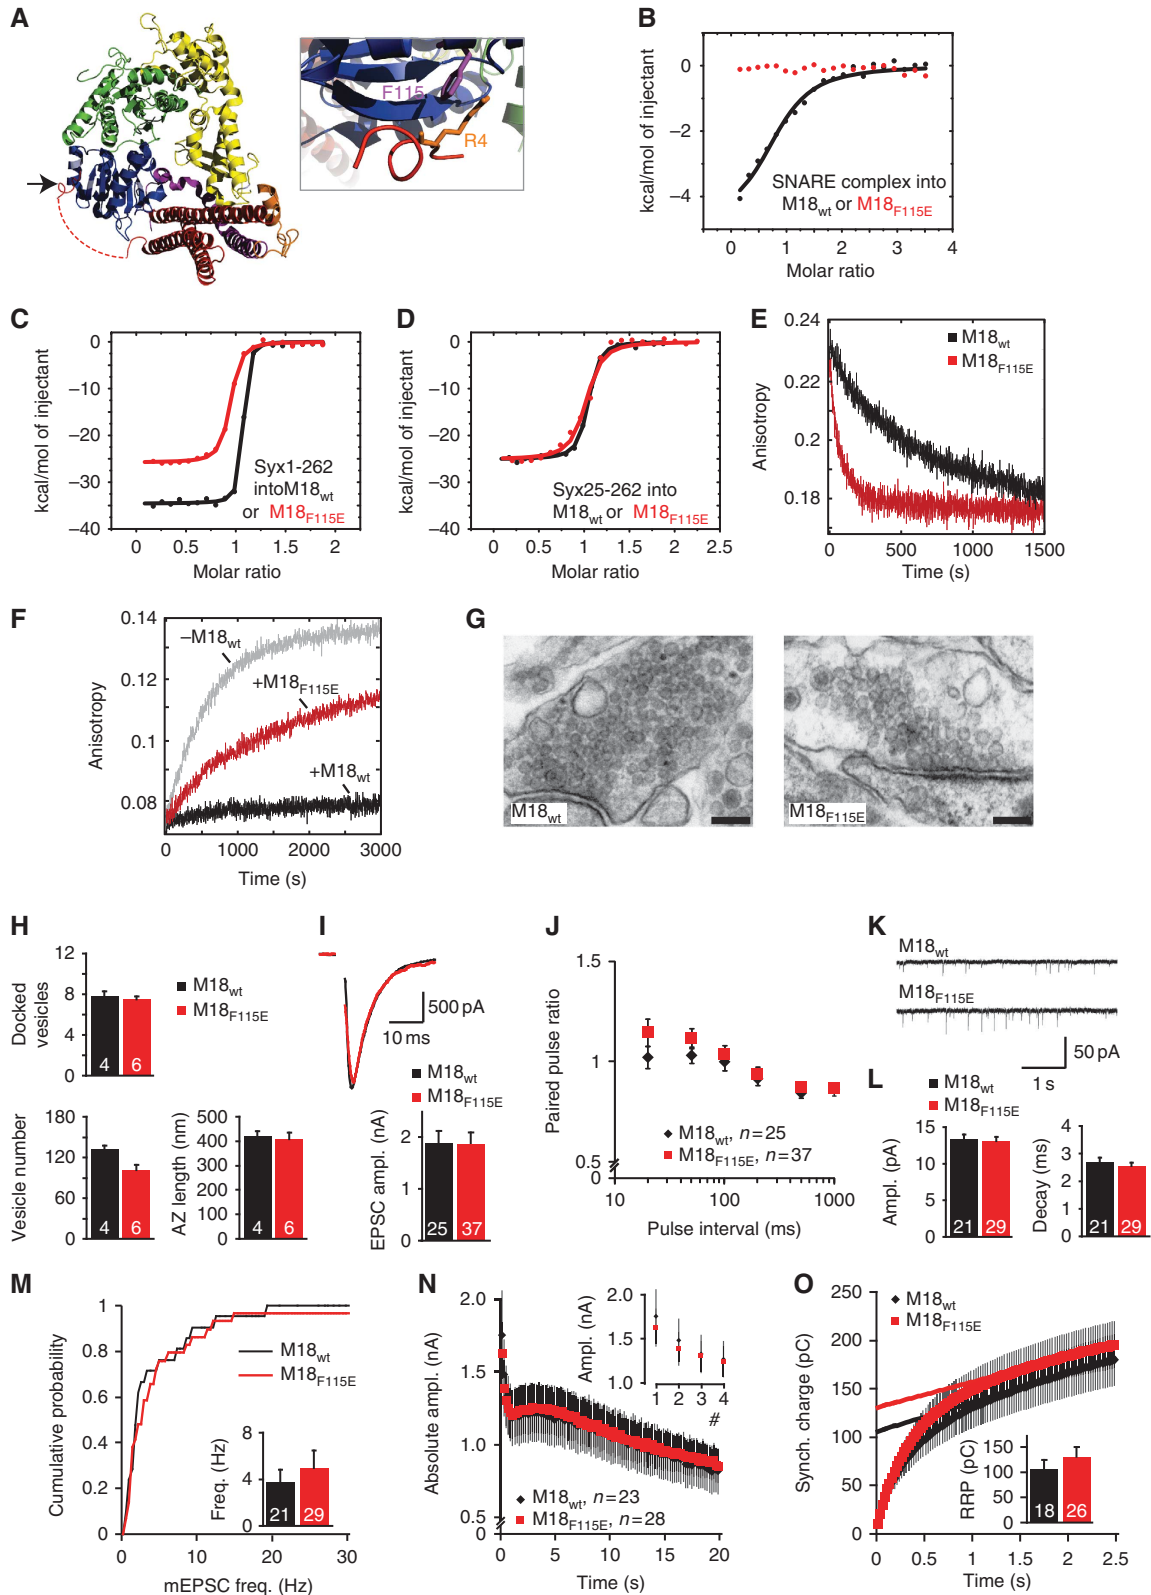 A
F115
R4
B
kcal/mol of injectant
0
−2
−4
SNARE complex into
M18wt or M18F115E
0
1
2
3
4
Molar ratio
C
kcal/mol of injectant
0
−10
−20
−30
−40
Syx1-262
intoM18wt
or M18F115E
0
0.5
1
1.5
2
Molar ratio
D
kcal/mol of injectant
0
−10
−20
−30
−40
Syx25-262 into
M18wt or M18F115E
0
0.5
1
1.5
2
2.5
Molar ratio
E
Anisotropy
0.24
0.22
0.2
0.18
M18wt
M18F115E
0
500
1000
1500
Time (s)
F
Anisotropy
0.14
0.12
0.1
0.08
−M18wt
+M18F115E
+M18wt
0
1000
2000
3000
Time (s)
G
M18wt
M18F115E
H
Docked
vesicles
12
8
4
0
4
6
M18wt
M18F115E
Vesicle number
180
120
60
0
4
6
AZ length (nm)
500
400
300
200
100
0
4
6
I
500 pA
10 ms
M18wt
M18F115E
EPSC ampl. (nA)
2
1
0
25
37
J
Paired pulse ratio
1.5
1
0.5
0
M18wt, n=25
M18F115E, n=37
10
100
1000
Pulse interval (ms)
K
M18wt
M18F115E
50 pA
1 s
L
M18wt
M18F115E
Ampl. (pA)
15
10
5
0
21
29
Decay (ms)
4
3
2
1
0
21
29
M
Cumulative probability
1
0.8
0.6
0.4
0.2
0
M18wt
M18F115E
Freq. (Hz)
8
4
0
21
29
0
10
20
30
mEPSC freq. (Hz)
N
Absolute ampl. (nA)
2.0
1.5
1.0
0.5
0
Ampl. (nA)
2.0
1.5
1.0
1
2
3
4
#
M18wt, n=23
M18F115E, n=28
0
5
10
15
20
Time (s)
O
Synch. charge (pC)
250
200
150
100
50
0
M18wt
M18F115E
RRP (pC)
150
100
50
0
18
26
0
0.5
1
1.5
2
2.5
Time (s)